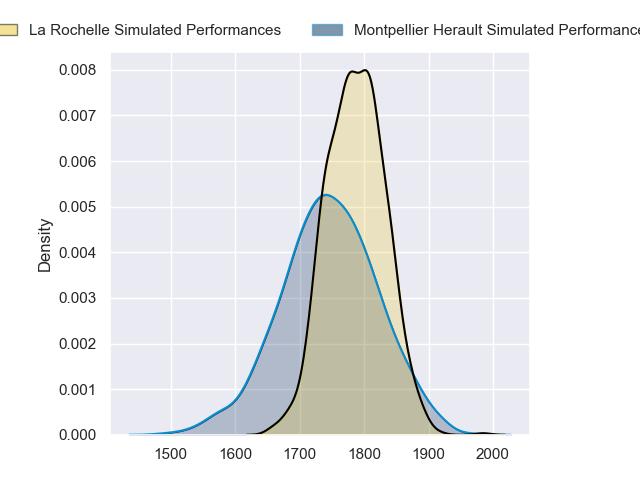 La Rochelle Simulated Performances
Montpellier Herault Simulated Performance
0.008
0.007
0.006
0.005
0.004
0.003
0.002
0.001
0.000
Density
1500 1600 1700 1800 1900 2000